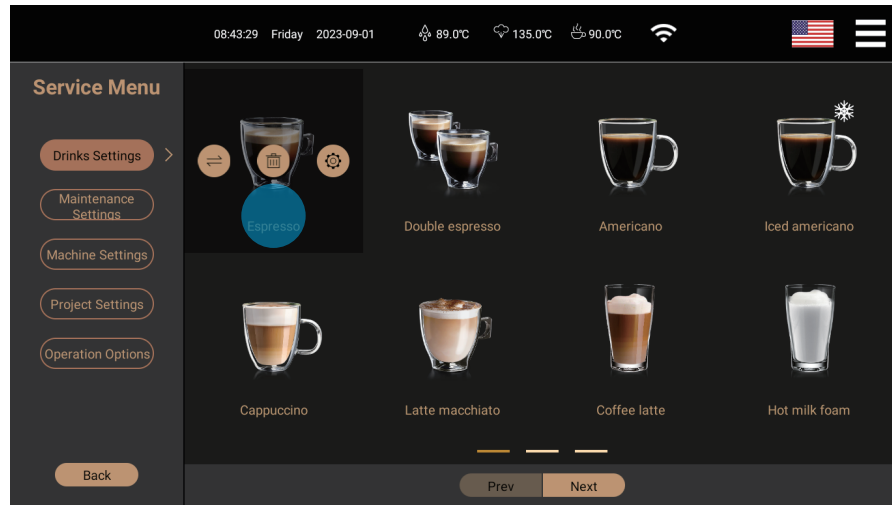 08:43:29 Friday 2023-09-01 89.0℃ 135.0℃ 90.0℃
Service Menu
Drinks Settings
Maintenance
Settings
Machine Settings
Project Settings
Operation Options
Back
Espresso
Double espresso
Americano
Iced americano
Cappuccino
Latte macchiato
Coffee latte
Hot milk foam
Prev
Next